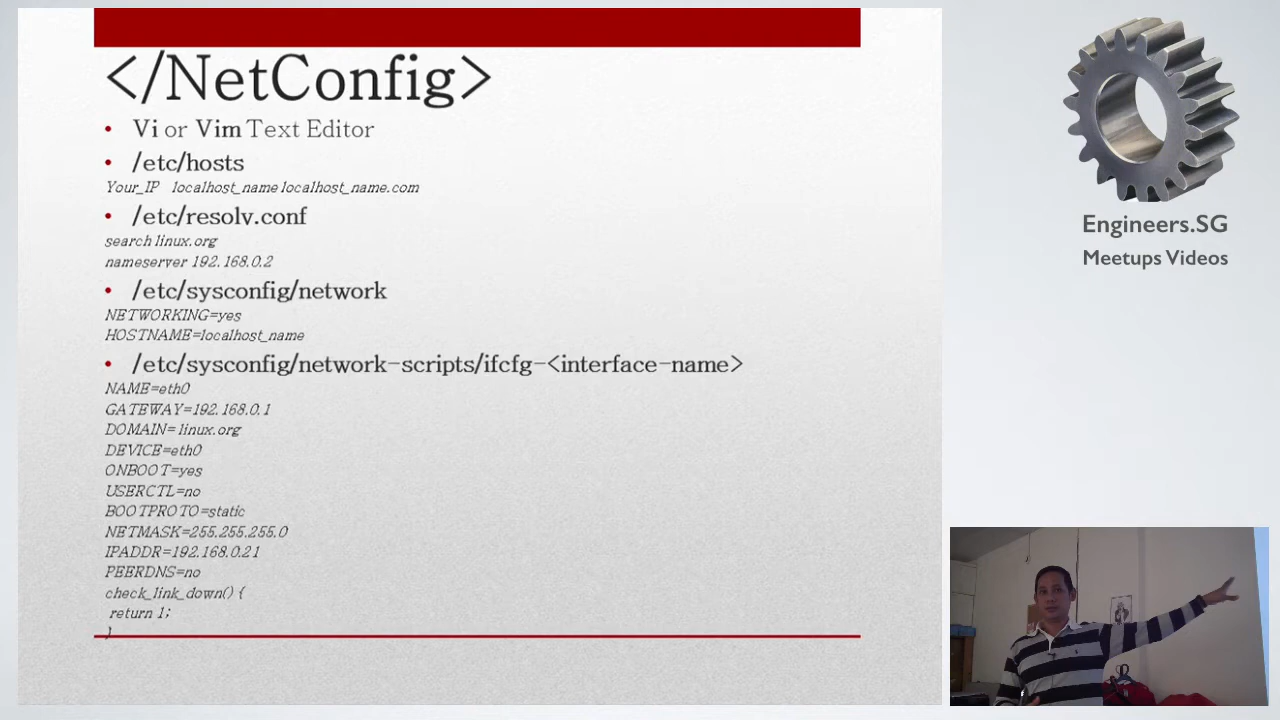 </NetConfig>
• Vi or Vim Text Editor
• /etc/hosts
Your_IP localhost_name localhost_name.com
• /etc/resolv.conf
search linux.org
nameserver 192.168.0.2
• /etc/sysconfig/network
NETWORKING=yes
HOSTNAME=localhost_name
• /etc/sysconfig/network-scripts/ifcfg-<interface-name>
NAME=eth0
GATEWAY=192.168.0.1
DOMAIN=linux.org
DEVICE=eth0
ONBOOT=yes
USERCTL=no
BOOTPROTO=static
NETMASK=255.255.255.0
IPADDR=192.168.0.21
PEERDNS=no
check_link_down() {
return 1;
}
Engineers.SG
Meetups Videos